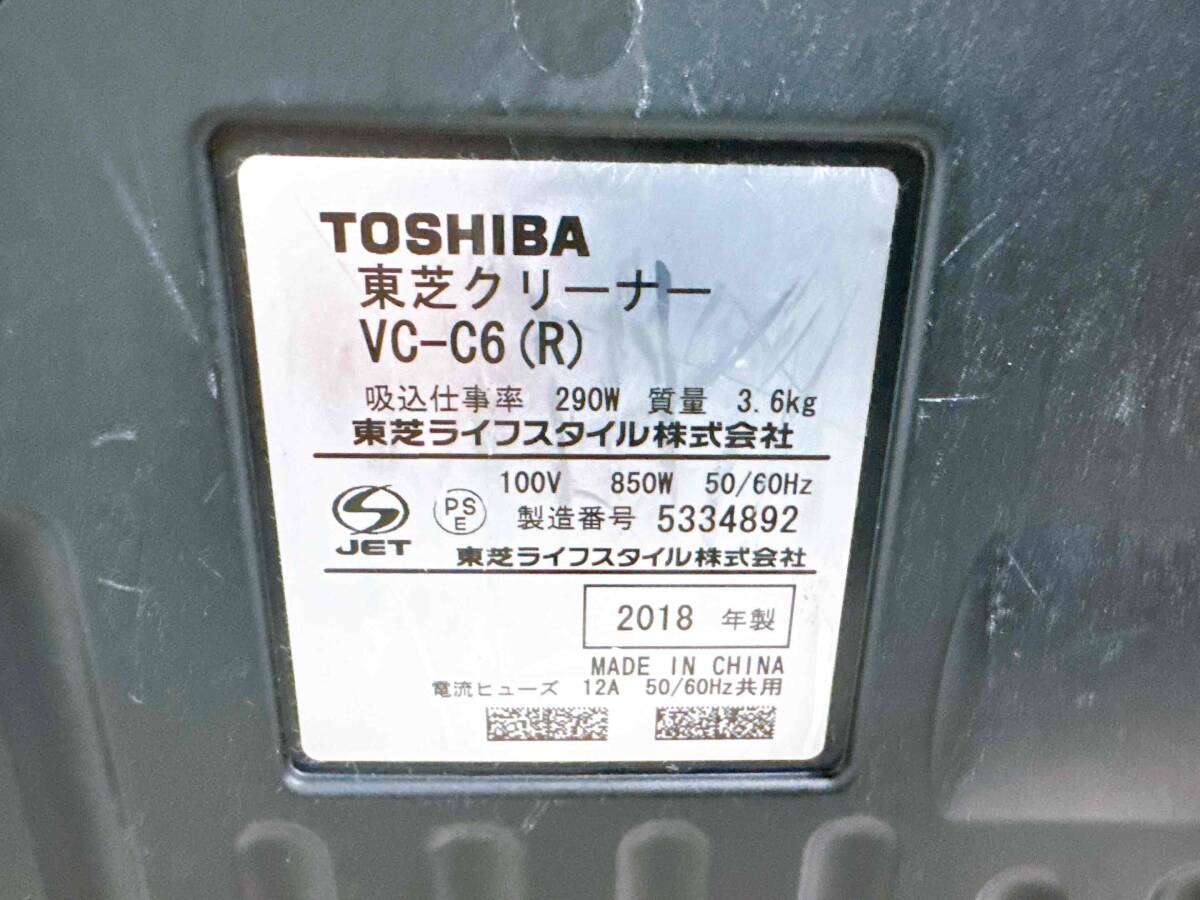 TOSHIBA
東芝クリーナー
VC-C6(R)
吸込仕事率 290W 質量 3.6kg
東芝ライフスタイル株式会社
100V 850W 50/60Hz
JET
PS
E
製造番号 5334892
東芝ライフスタイル株式会社
2018 年製
MADE IN CHINA
電流ヒューズ 12A 50/60Hz共用